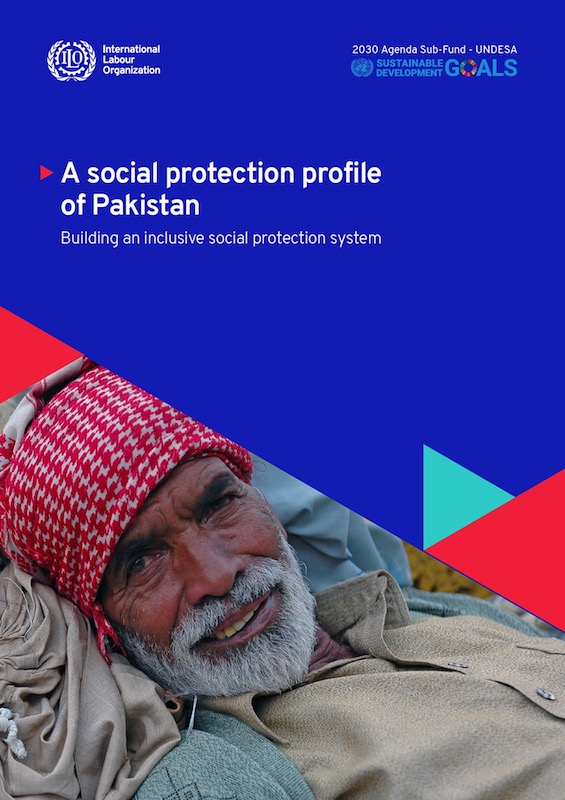 International
Labour
Organization
2030 Agenda Sub-Fund - UNDESA
SUSTAINABLE
DEVELOPMENT
GOALS
A social protection profile
of Pakistan
Building an inclusive social protection system